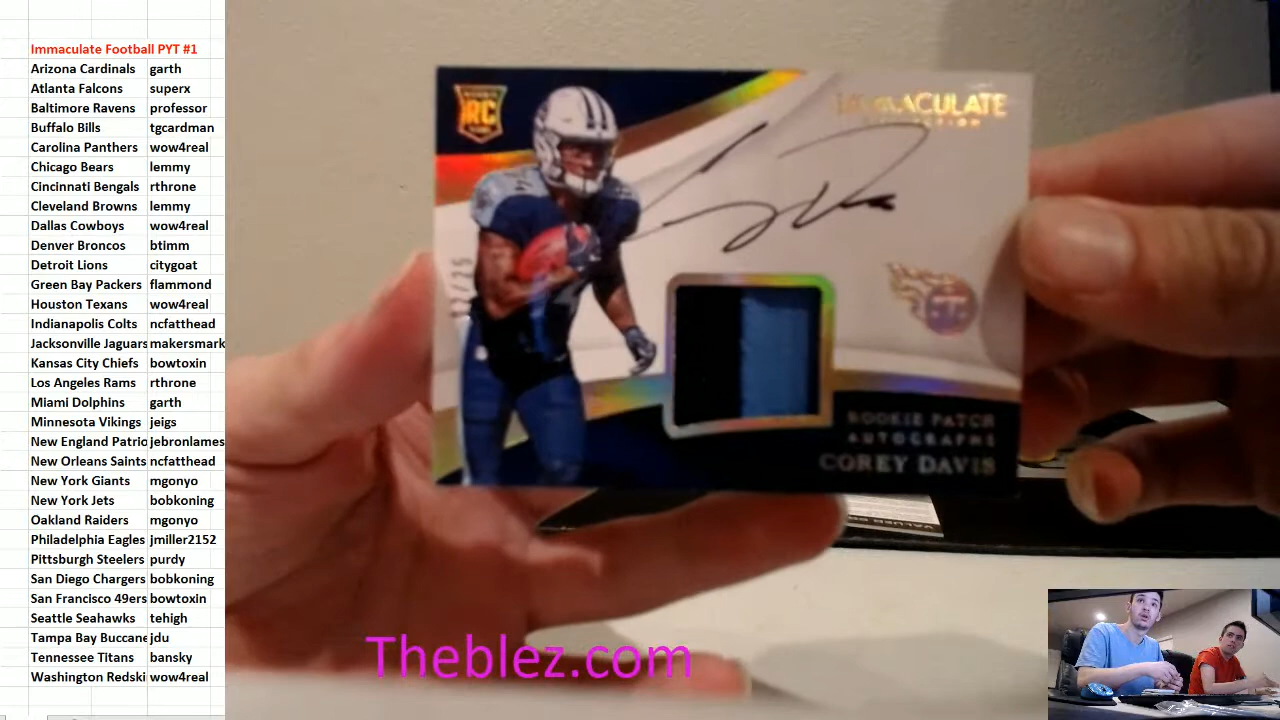 Immaculate Football PYT #1
Arizona Cardinals garth
Atlanta Falcons superx
Baltimore Ravens professor
Buffalo Bills tgcardman
Carolina Panthers wow4real
Chicago Bears lemmy
Cincinnati Bengals rthrone
Cleveland Browns lemmy
Dallas Cowboys wow4real
Denver Broncos btimm
Detroit Lions citygoat
Green Bay Packers flammond
Houston Texans wow4real
Indianapolis Colts ncfatthead
Jacksonville Jaguars makersmark
Kansas City Chiefs bowtoxin
Los Angeles Rams rthrone
Miami Dolphins garth
Minnesota Vikings jeigs
New England Patric jebronlames
New Orleans Saints ncfatthead
New York Giants mgonyo
New York Jets bobkoning
Oakland Raiders mgonyo
Philadelphia Eagles jmiller2152
Pittsburgh Steelers purdy
San Diego Chargers bobkoning
San Francisco 49ers bowtoxin
Seattle Seahawks tehigh
Tampa Bay Buccane jdu
Tennessee Titans bansky
Washington Redski wow4real
RC
IMMACULATE
COLLECTION
ROOKIE PATCH
AUTOGRAPHS
COREY DAVIS
Theblez.com